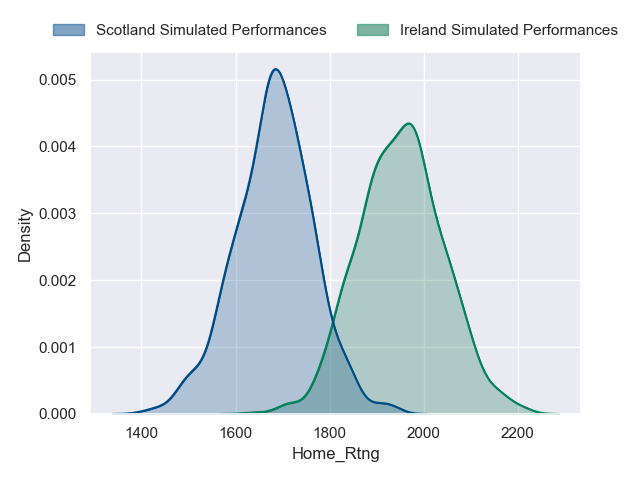 Scotland Simulated Performances Ireland Simulated Performances
0.005
0.004
0.003
0.002
0.001
0.000
Density
1400 1600 1800 2000 2200
Home_Rtng